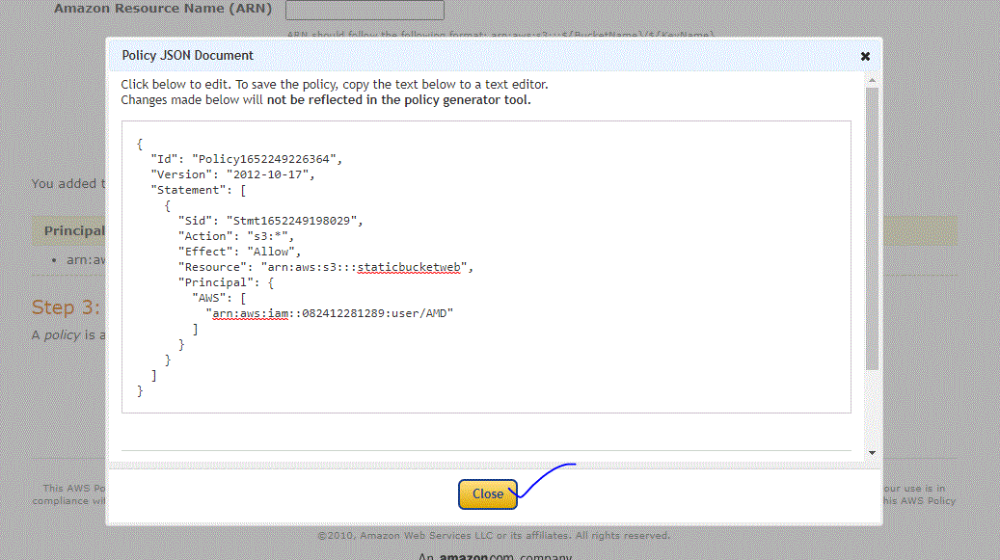 Amazon Resource Name (ARN)
ARN should follow the following format: arn:aws:s3:::${BucketName}/${KeyName}.
Policy JSON Document
Click below to edit. To save the policy, copy the text below to a text editor.
Changes made below will not be reflected in the policy generator tool.
{
"Id": "Policy1652249226364",
"Version": "2012-10-17",
"Statement": [
{
"Sid": "Stmt1652249198029",
"Action": "s3:*",
"Effect": "Allow",
"Resource": "arn:aws:s3:::staticbucketweb",
"Principal": {
"AWS": [
"arn:aws:iam::082412281289:user/AMD"
]
}
}
]
}
You added
Principal
Step 3:
A policy is a
Close
This AWS
our use is in
compliance
his AWS Policy
©2010, Amazon Web Services LLC or its affiliates. All rights reserved.
An amazon.com company